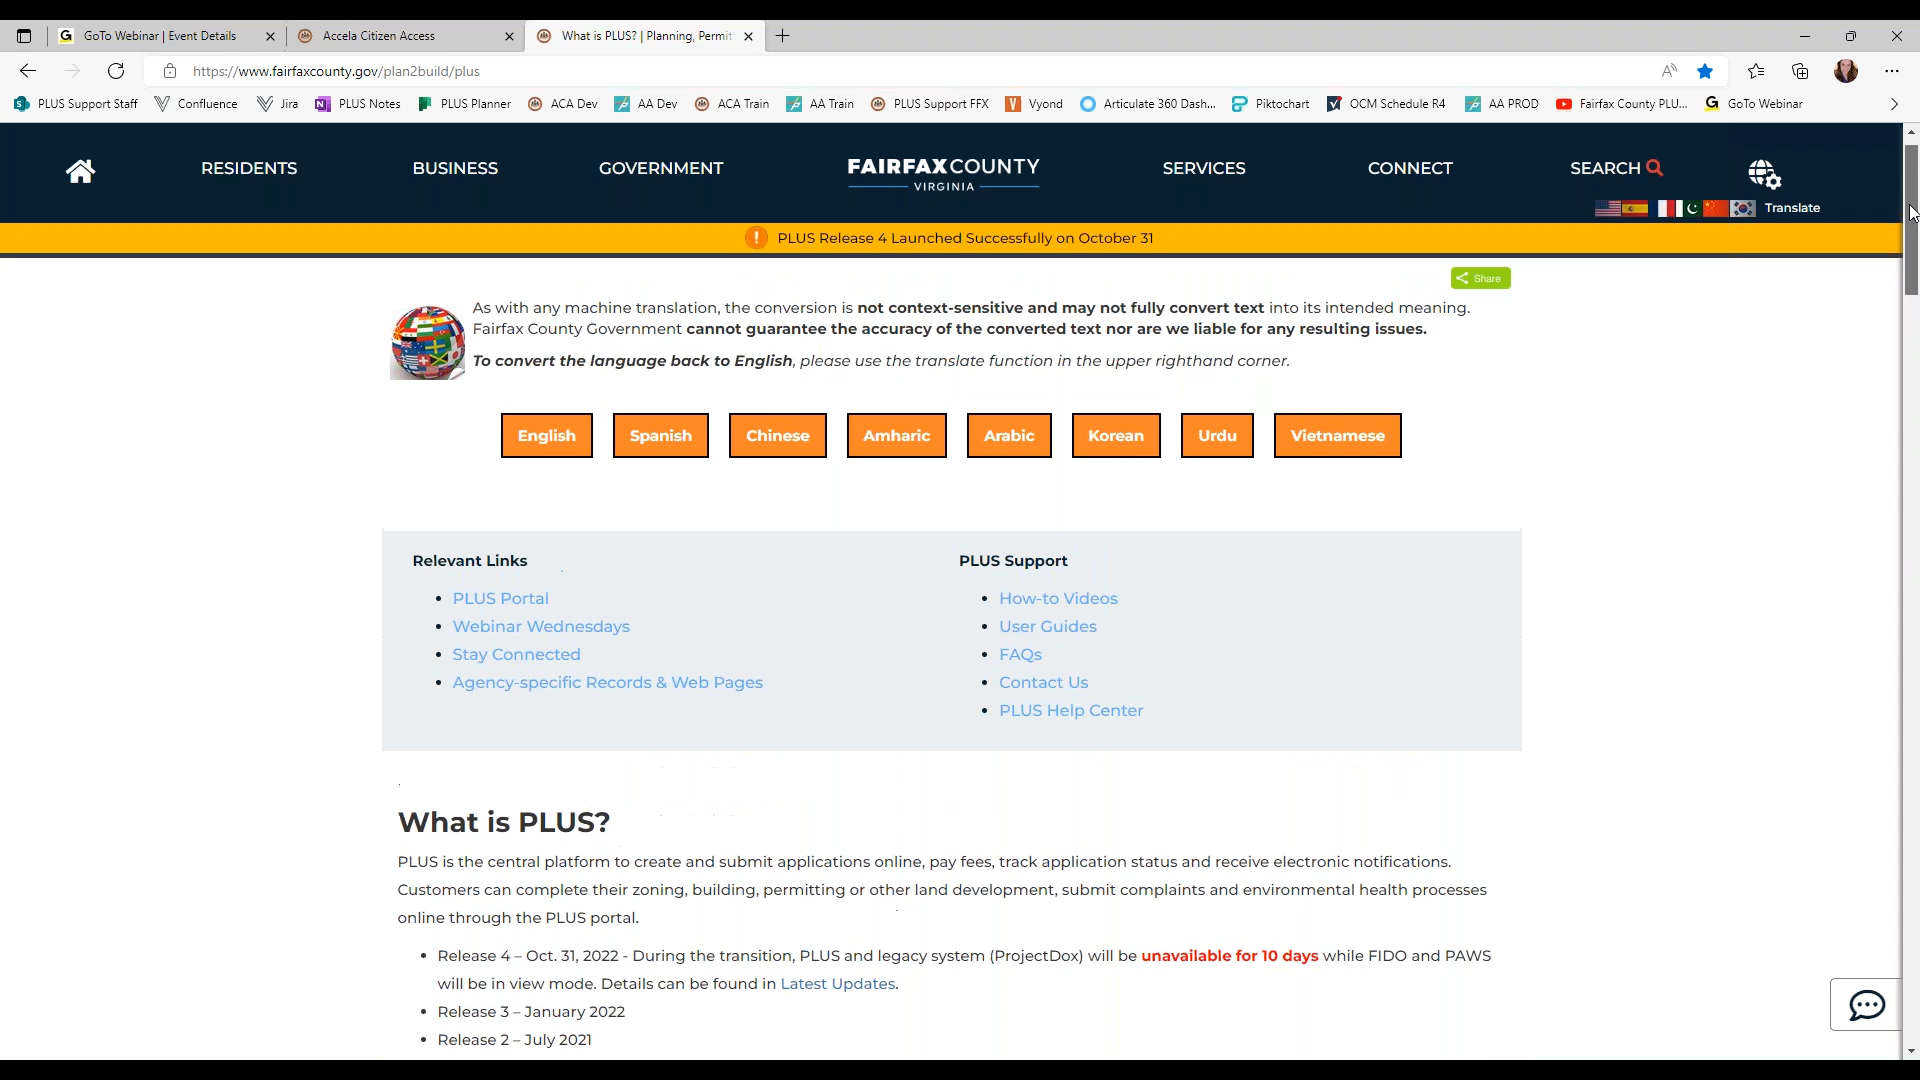 GoTo Webinar | Event Details
Accela Citizen Access
What is PLUS? | Planning, Permit
https://www.fairfaxcounty.gov/plan2build/plus
PLUS Support Staff Confluence Jira PLUS Notes PLUS Planner ACA Dev AA Dev ACA Train AA Train PLUS Support FFX Vyond Articulate 360 Dash... Piktochart OCM Schedule R4 AA PROD Fairfax County PLU... GoTo Webinar
RESIDENTS BUSINESS GOVERNMENT FAIRFAX COUNTY SERVICES CONNECT SEARCH
VIRGINIA
Translate
PLUS Release 4 Launched Successfully on October 31
Share
As with any machine translation, the conversion is not context-sensitive and may not fully convert text into its intended meaning.
Fairfax County Government cannot guarantee the accuracy of the converted text nor are we liable for any resulting issues.
To convert the language back to English, please use the translate function in the upper righthand corner.
English Spanish Chinese Amharic Arabic Korean Urdu Vietnamese
Relevant Links
• PLUS Portal
• Webinar Wednesdays
• Stay Connected
• Agency-specific Records & Web Pages
PLUS Support
• How-to Videos
• User Guides
• FAQs
• Contact Us
• PLUS Help Center
What is PLUS?
PLUS is the central platform to create and submit applications online, pay fees, track application status and receive electronic notifications.
Customers can complete their zoning, building, permitting or other land development, submit complaints and environmental health processes
online through the PLUS portal.
• Release 4 – Oct. 31, 2022 - During the transition, PLUS and legacy system (ProjectDox) will be unavailable for 10 days while FIDO and PAWS
will be in view mode. Details can be found in Latest Updates.
• Release 3 – January 2022
• Release 2 – July 2021